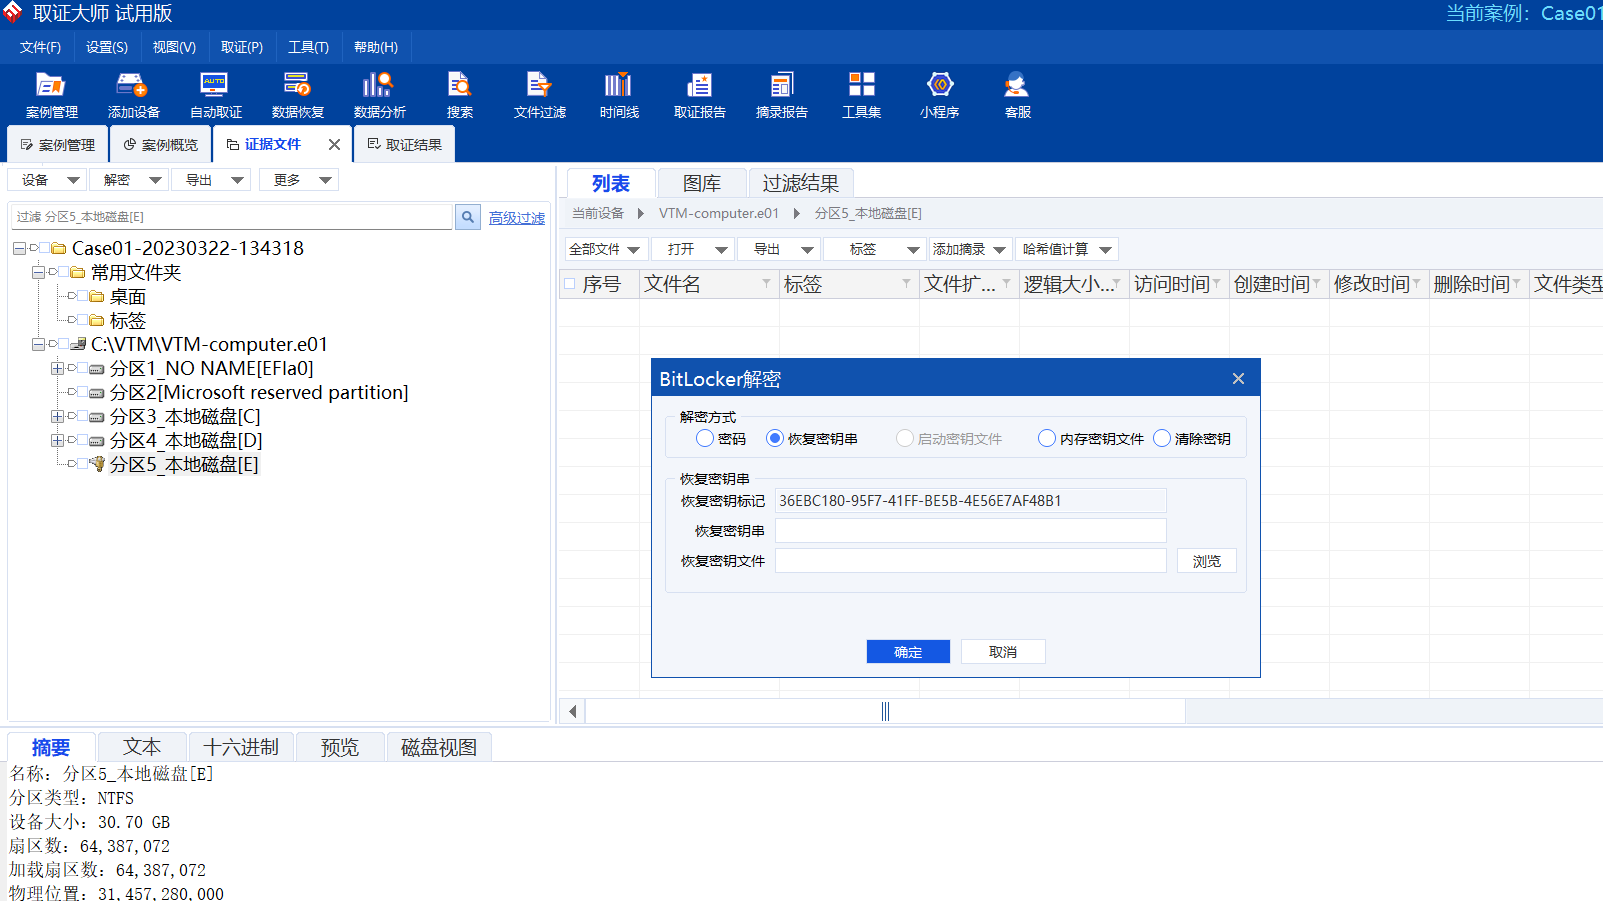 取证大师 试用版
当前案例：Case01
文件(F) 设置(S) 视图(V) 取证(P) 工具(T) 帮助(H)
AUTO
案例管理 添加设备 自动取证 数据恢复 数据分析 搜索 文件过滤 时间线 取证报告 摘录报告 工具集 小程序 客服
案例管理 案例概览 证据文件 取证结果
设备 解密 导出 更多
过滤 分区5_本地磁盘[E] 高级过滤
Case01-20230322-134318
常用文件夹
桌面
标签
C:\VTM\VTM-computer.e01
分区1_NO NAME[EFIa0]
分区2[Microsoft reserved partition]
分区3_本地磁盘[C]
分区4_本地磁盘[D]
分区5_本地磁盘[E]
列表 图库 过滤结果
当前设备 VTM-computer.e01 分区5_本地磁盘[E]
全部文件 打开 导出 标签 添加摘录 哈希值计算
序号 文件名 标签 文件扩... 逻辑大小... 访问时间 创建时间 修改时间 删除时间 文件类型
BitLocker解密
解密方式
密码 恢复密钥串 启动密钥文件 内存密钥文件 清除密钥
恢复密钥串
恢复密钥标记 36EBC180-95F7-41FF-BE5B-4E56E7AF48B1
恢复密钥串
恢复密钥文件 浏览
确定 取消
摘要 文本 十六进制 预览 磁盘视图
名称：分区5_本地磁盘[E]
分区类型：NTFS
设备大小：30.70 GB
扇区数：64,387,072
加载扇区数：64,387,072
物理位置：31,457,280,000